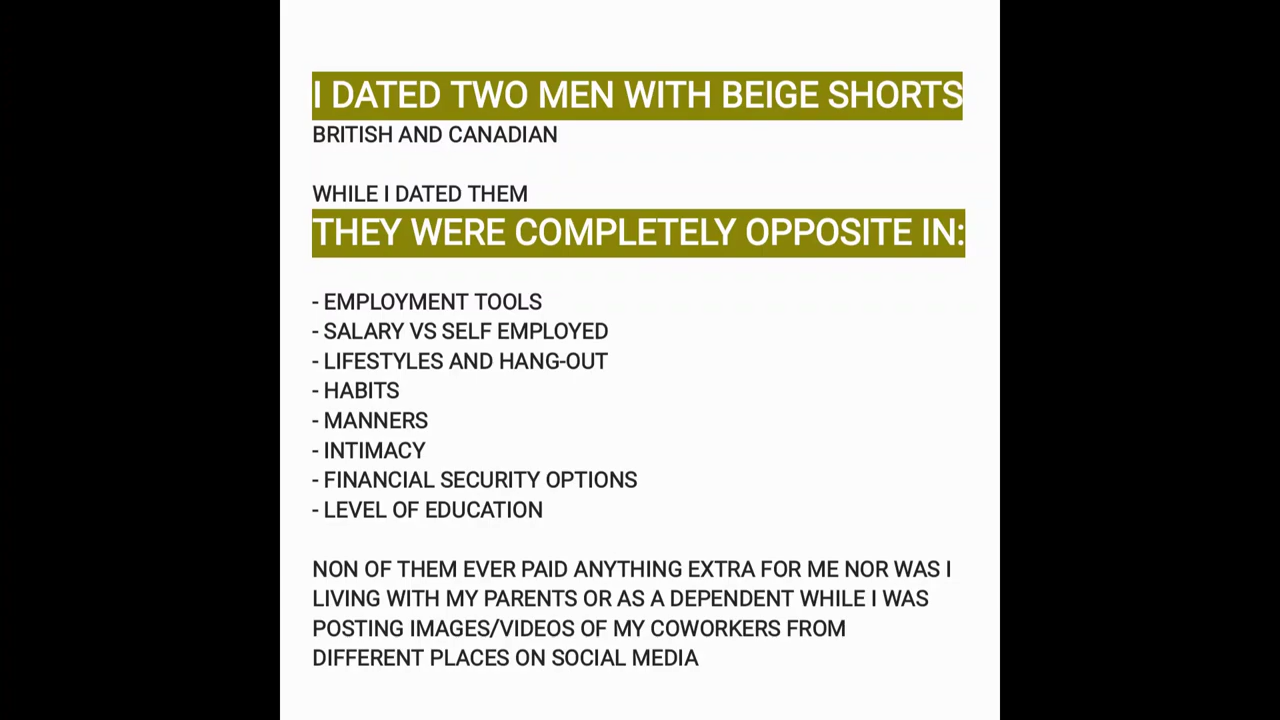 I DATED TWO MEN WITH BEIGE SHORTS
BRITISH AND CANADIAN
WHILE I DATED THEM
THEY WERE COMPLETELY OPPOSITE IN:
- EMPLOYMENT TOOLS
- SALARY VS SELF EMPLOYED
- LIFESTYLES AND HANG-OUT
- HABITS
- MANNERS
- INTIMACY
- FINANCIAL SECURITY OPTIONS
- LEVEL OF EDUCATION
NON OF THEM EVER PAID ANYTHING EXTRA FOR ME NOR WAS I
LIVING WITH MY PARENTS OR AS A DEPENDENT WHILE I WAS
POSTING IMAGES/VIDEOS OF MY COWORKERS FROM
DIFFERENT PLACES ON SOCIAL MEDIA